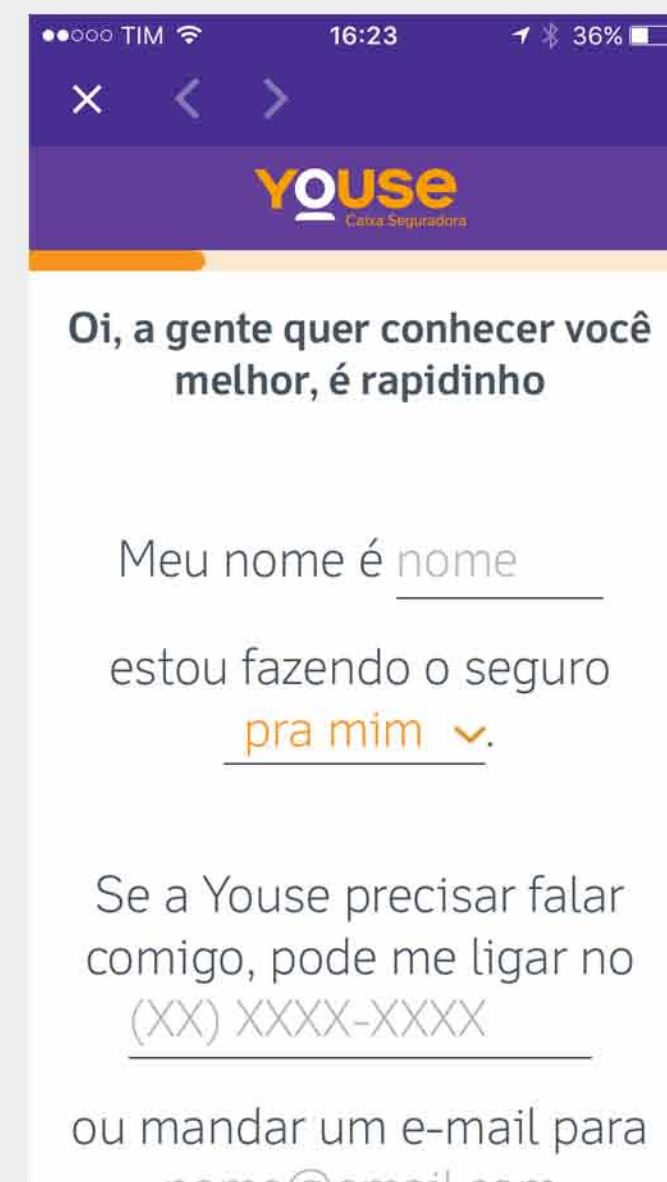 TIM 16:23 36%
YOUSE
Caixa Seguradora
Oi, a gente quer conhecer você
melhor, é rapidinho
Meu nome é nome
estou fazendo o seguro
pra mim .
Se a Youse precisar falar
comigo, pode me ligar no
(XX) XXXX-XXXX
ou mandar um e-mail para